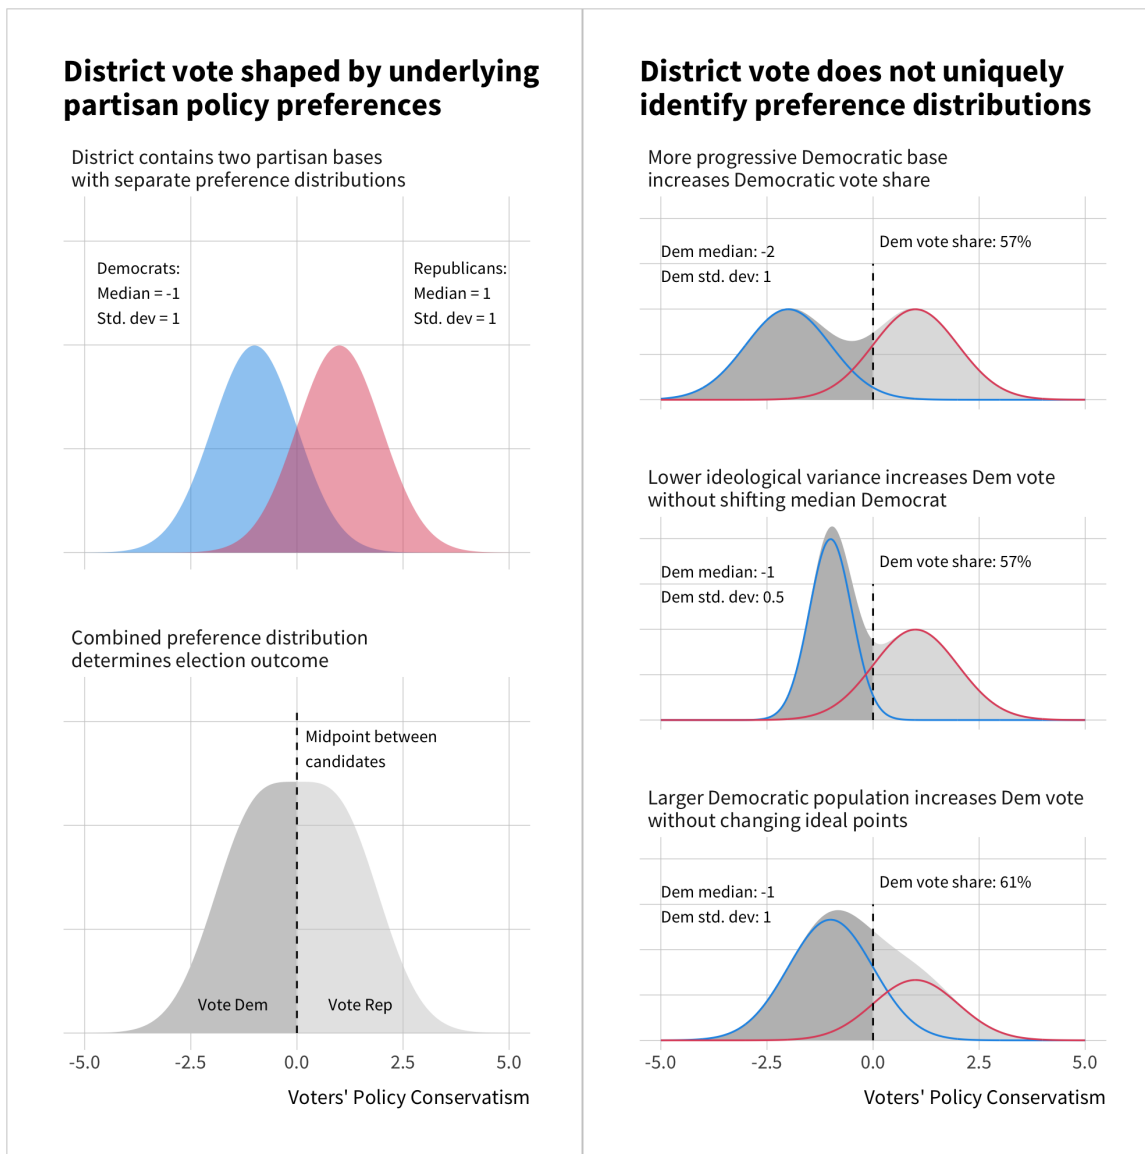 District vote shaped by underlying
partisan policy preferences
District contains two partisan bases
with separate preference distributions
Democrats:
Median = -1
Std. dev = 1
Republicans:
Median = 1
Std. dev = 1
Combined preference distribution
determines election outcome
Midpoint between
candidates
Vote Dem
Vote Rep
-5.0 -2.5 0.0 2.5 5.0
Voters' Policy Conservatism
District vote does not uniquely
identify preference distributions
More progressive Democratic base
increases Democratic vote share
Dem median: -2
Dem std. dev: 1
Dem vote share: 57%
Lower ideological variance increases Dem vote
without shifting median Democrat
Dem median: -1
Dem std. dev: 0.5
Dem vote share: 57%
Larger Democratic population increases Dem vote
without changing ideal points
Dem median: -1
Dem std. dev: 1
Dem vote share: 61%
-5.0 -2.5 0.0 2.5 5.0
Voters' Policy Conservatism